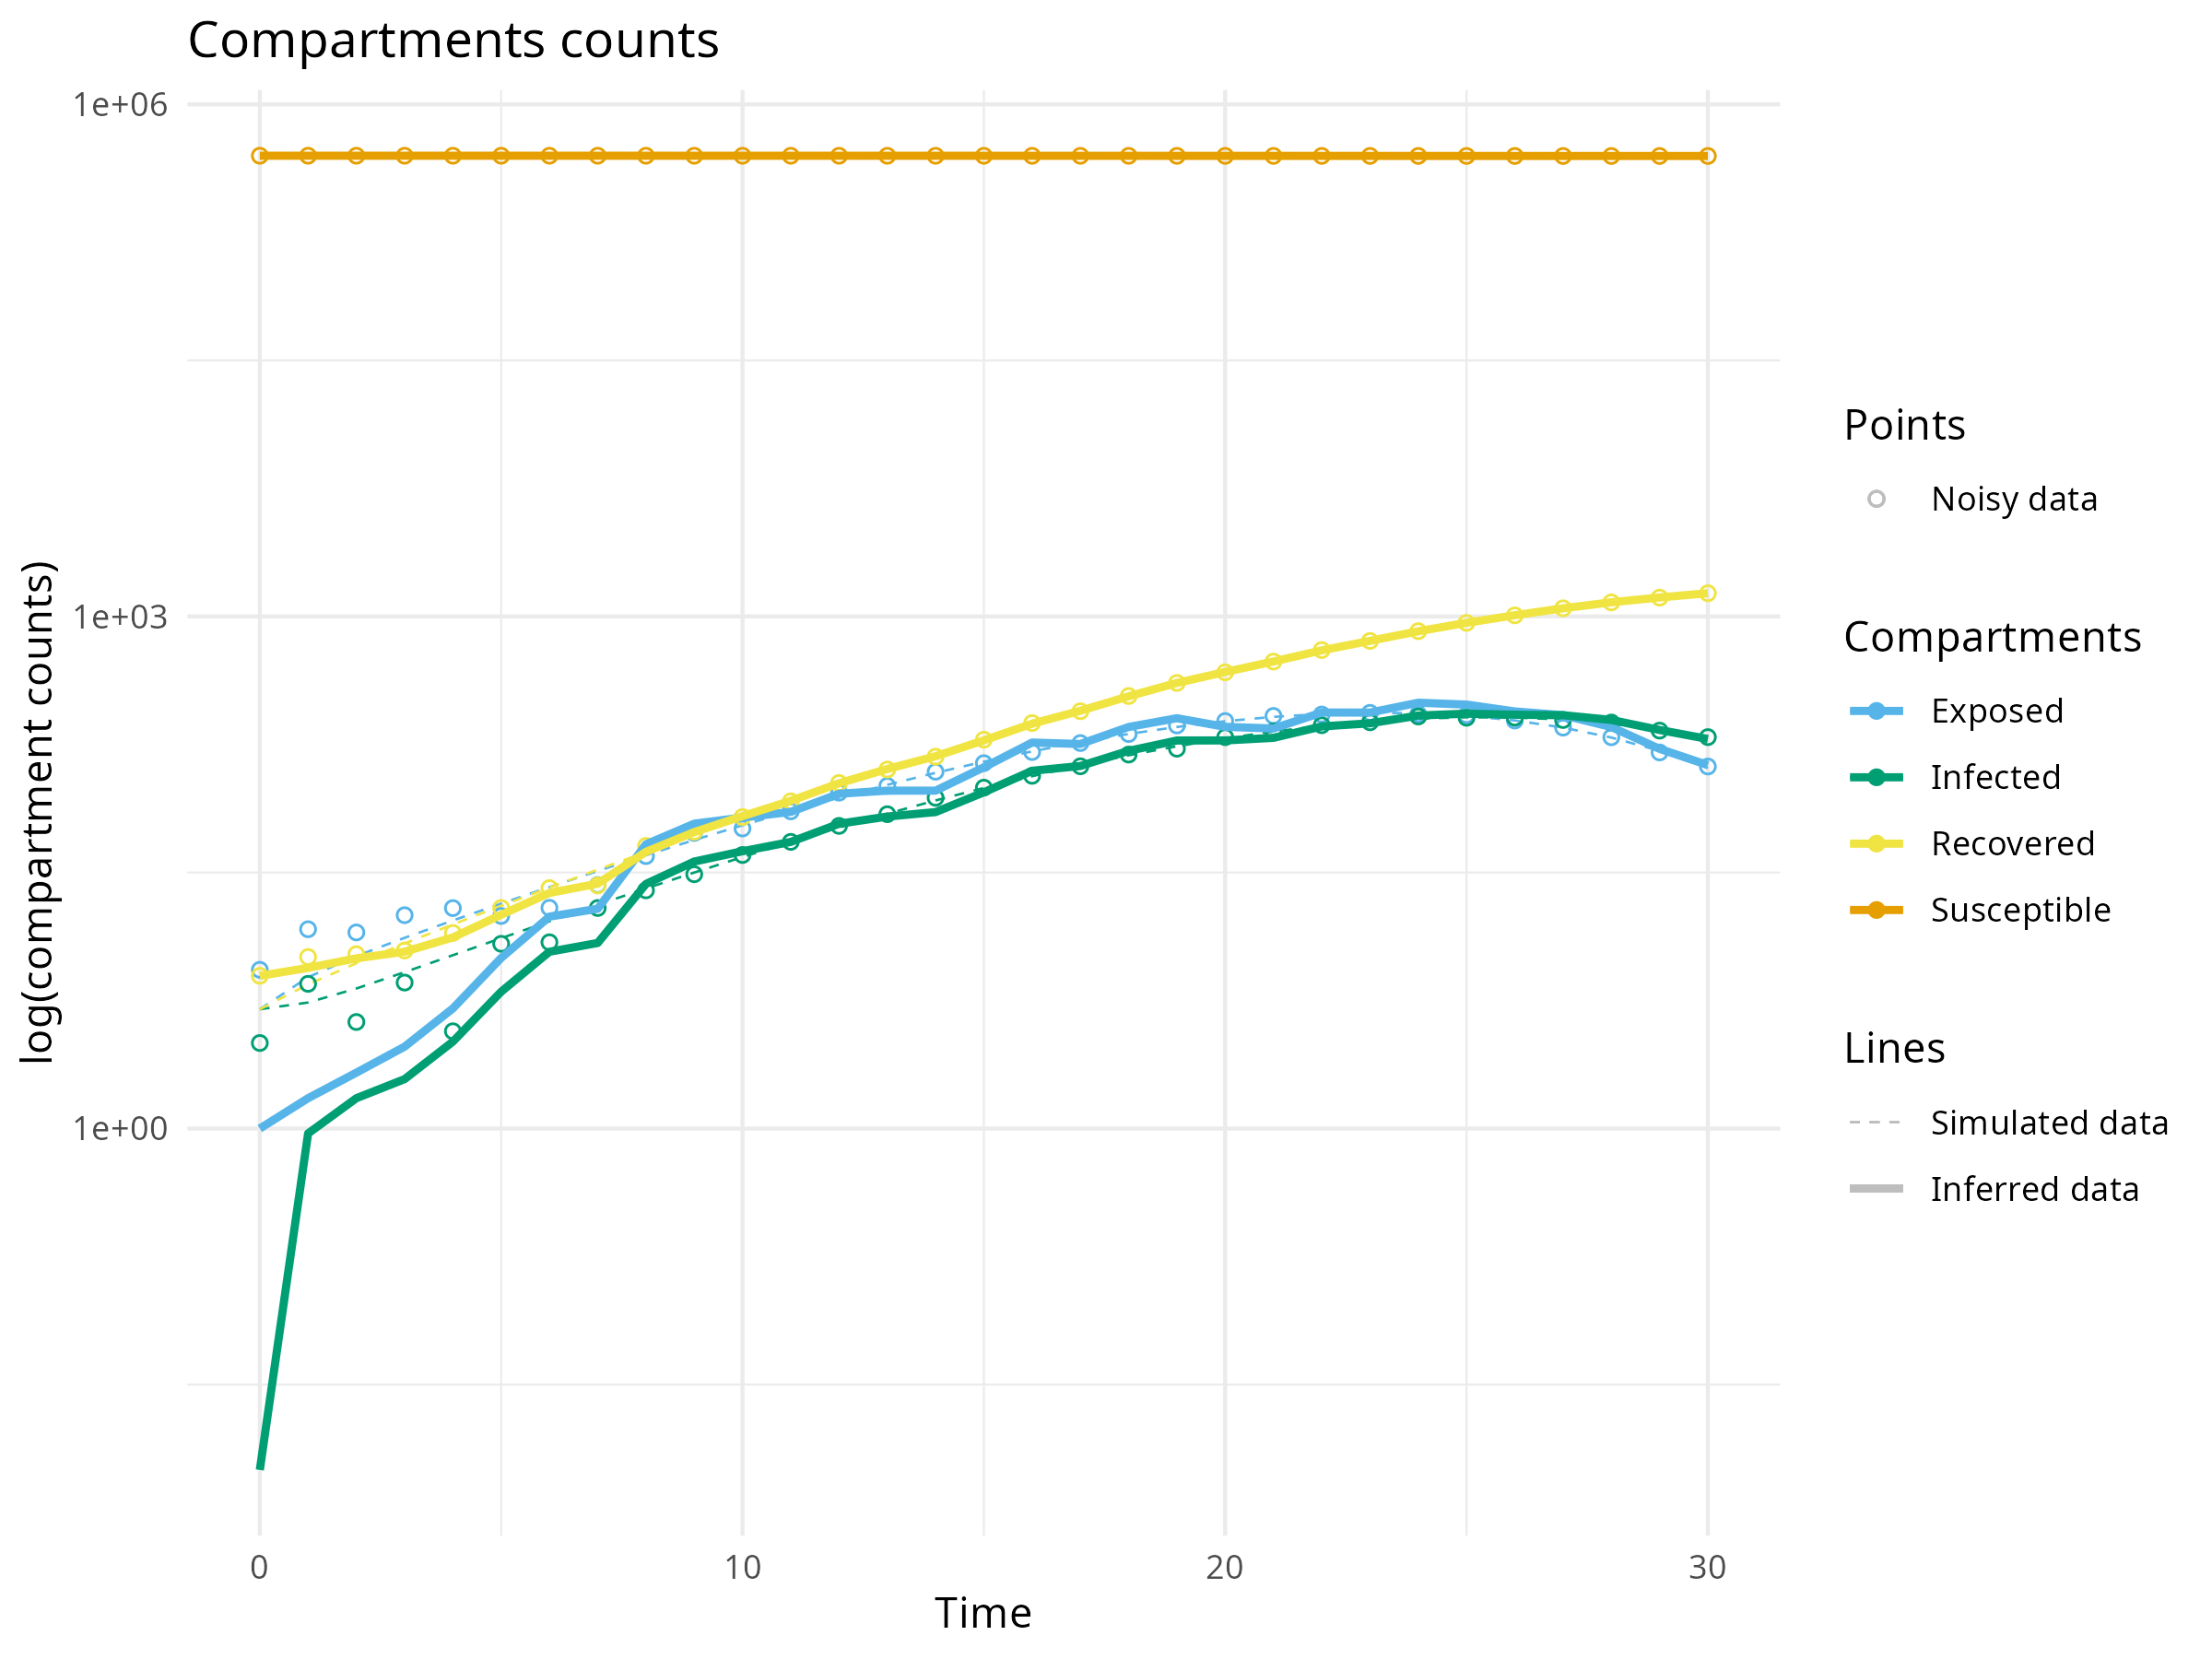 Compartments counts
1e+06
1e+03
1e+00
log(compartment counts)
0
10
20
30
Time
Points
Noisy data
Compartments
Exposed
Infected
Recovered
Susceptible
Lines
Simulated data
Inferred data